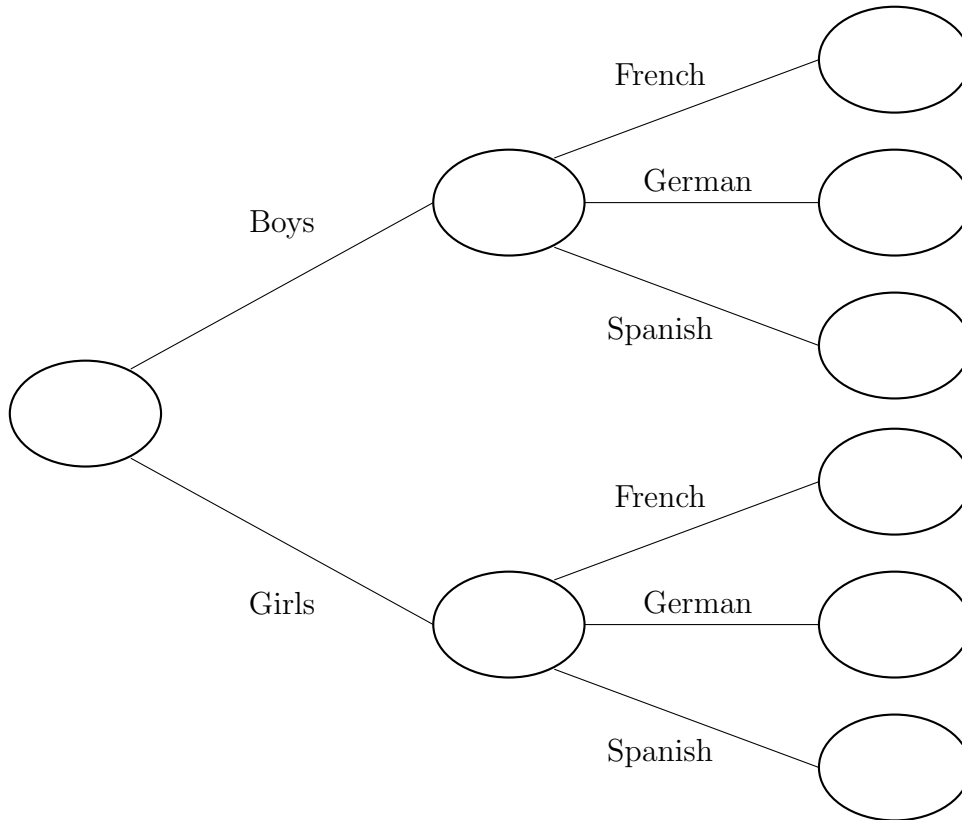 French
German
Boys
Spanish
French
Girls
German
Spanish